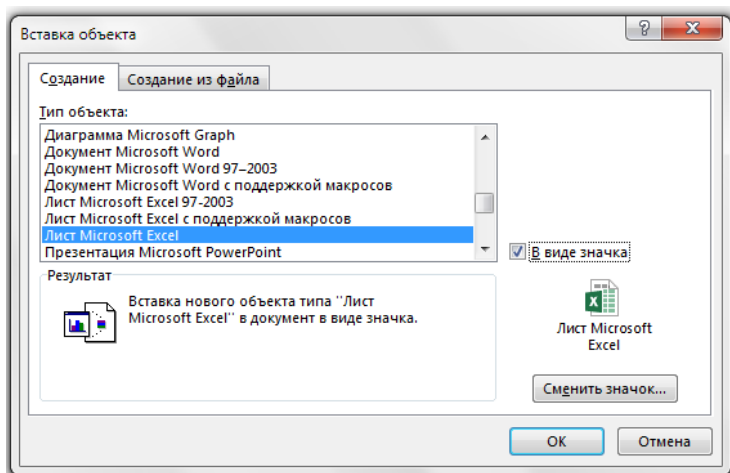 Вставка объекта
Создание
Создание из файла
Тип объекта:
Диаграмма Microsoft Graph
Документ Microsoft Word
Документ Microsoft Word 97–2003
Документ Microsoft Word с поддержкой макросов
Лист Microsoft Excel 97-2003
Лист Microsoft Excel с поддержкой макросов
Лист Microsoft Excel
Презентация Microsoft PowerPoint
В виде значка
Результат
Вставка нового объекта типа "Лист
Microsoft Excel" в документ в виде значка.
Лист Microsoft
Excel
Сменить значок...
ОК
Отмена